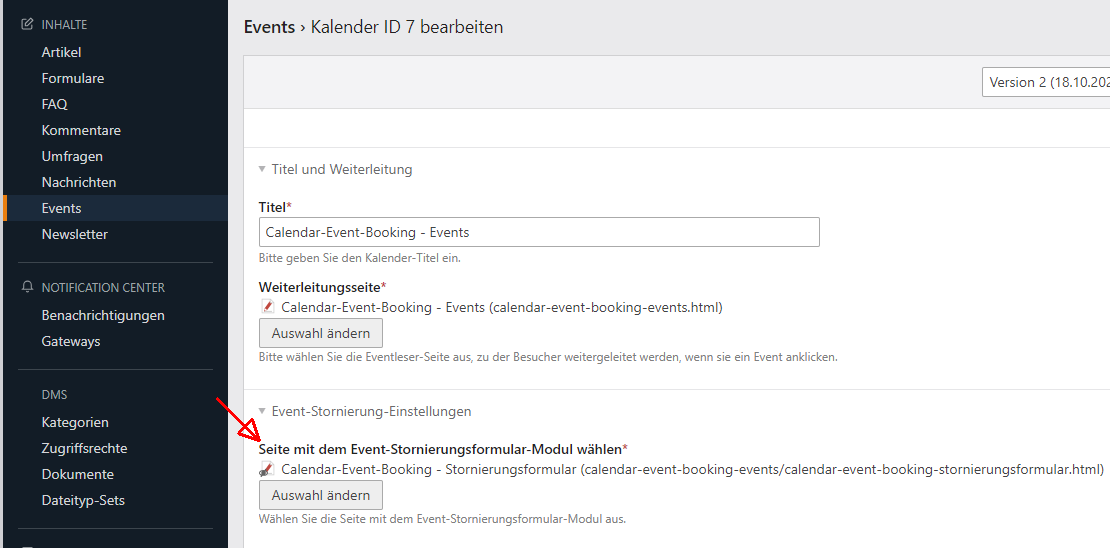 INHALTE
Artikel
Formulare
FAQ
Kommentare
Umfragen
Nachrichten
Events
Newsletter
NOTIFICATION CENTER
Benachrichtigungen
Gateways
DMS
Kategorien
Zugriffsrechte
Dokumente
Dateityp-Sets
Events › Kalender ID 7 bearbeiten
Version 2 (18.10.202
Titel und Weiterleitung
Titel*
Calendar-Event-Booking - Events
Bitte geben Sie den Kalender-Titel ein.
Weiterleitungsseite*
Calendar-Event-Booking - Events (calendar-event-booking-events.html)
Auswahl ändern
Bitte wählen Sie die Eventleser-Seite aus, zu der Besucher weitergeleitet werden, wenn sie ein Event anklicken.
Event-Stornierung-Einstellungen
Seite mit dem Event-Stornierungsformular-Modul wählen*
Calendar-Event-Booking - Stornierungsformular (calendar-event-booking-events/calendar-event-booking-stornierungsformular.html)
Auswahl ändern
Wählen Sie die Seite mit dem Event-Stornierungsformular-Modul aus.